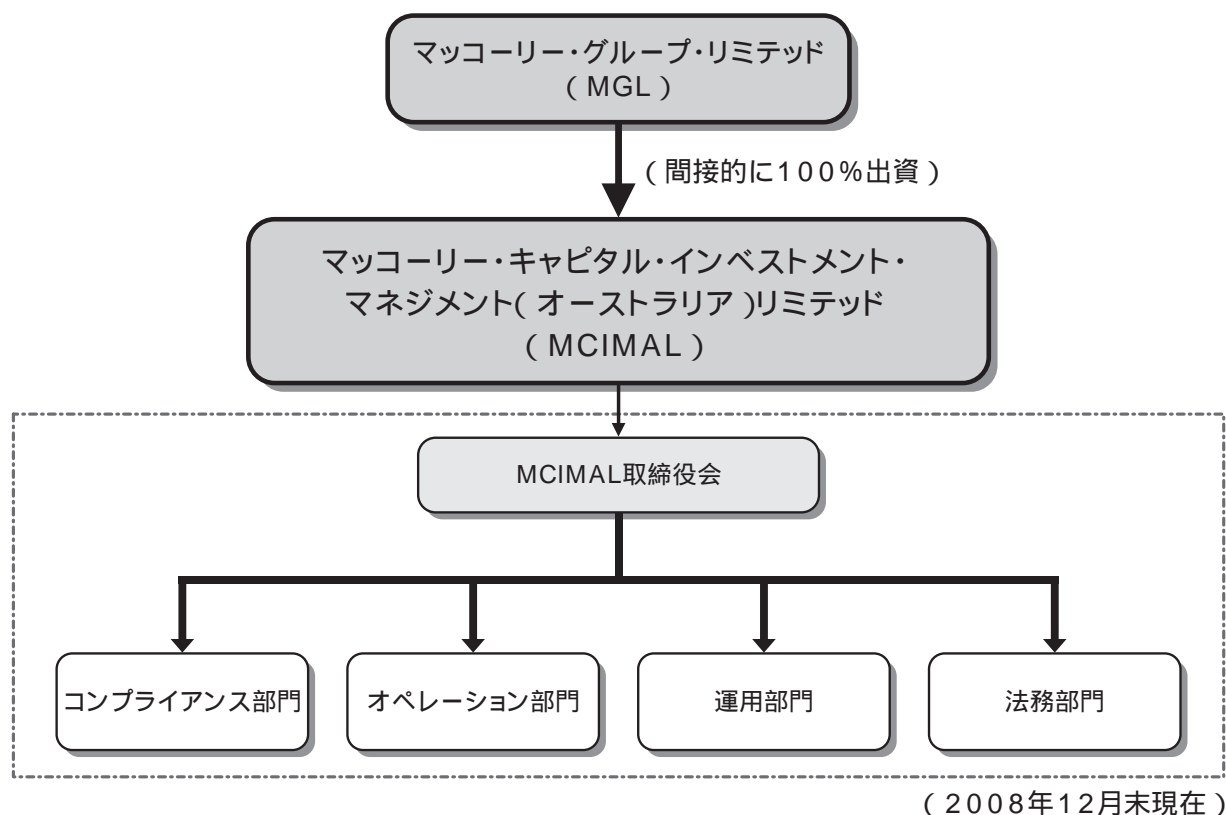 マッコーリー・グループ・リミテッド
（MGL）
（間接的に100%出資）
マッコーリー・キャピタル・インベストメント・
マネジメント（オーストラリア）リミテッド
（MCIMAL）
MCIMAL取締役会
コンプライアンス部門
オペレーション部門
運用部門
法務部門
（2008年12月末現在）